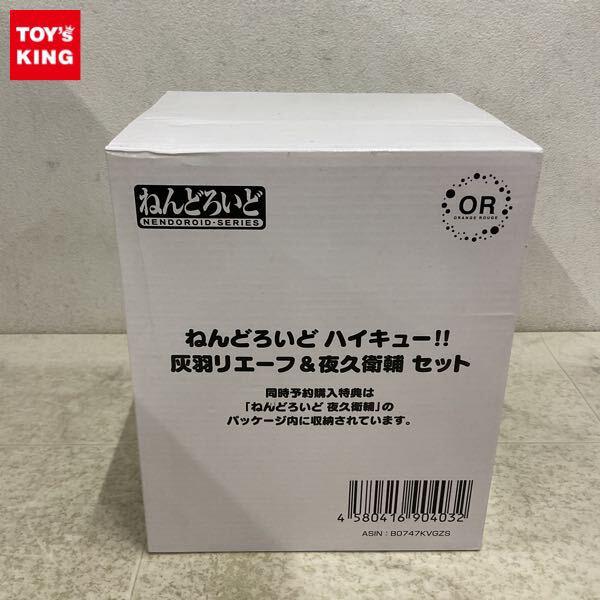 TOY's
KING
ねんどろいど
NENDOROID-SERIES
OR
ORANGE ROUGE
ねんどろいど ハイキュー!!
灰羽リエーフ&夜久衛輔 セット
同時予約購入特典は
「ねんどろいど 夜久衛輔」の
パッケージ内に収納されています。
4 580416 904032
ASIN : B0747KVGZS